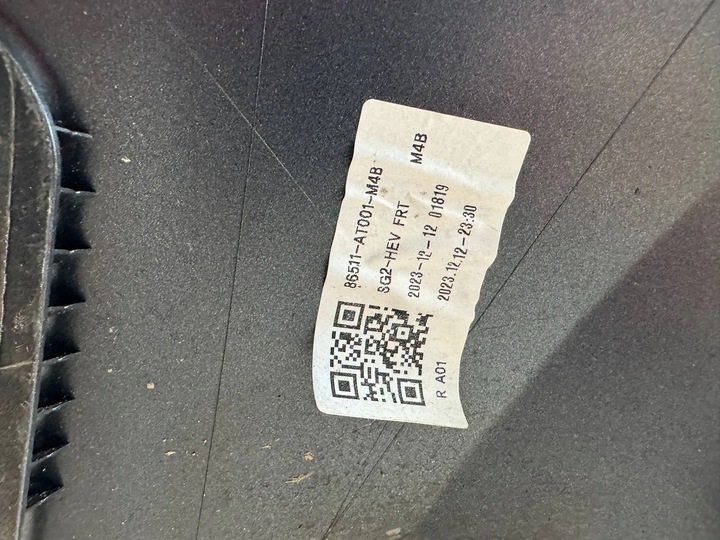 86511-AT001-M4B
SG2-HEV FRT M4B
2023-12-12 01819
2023.12.12-23:30
R A01